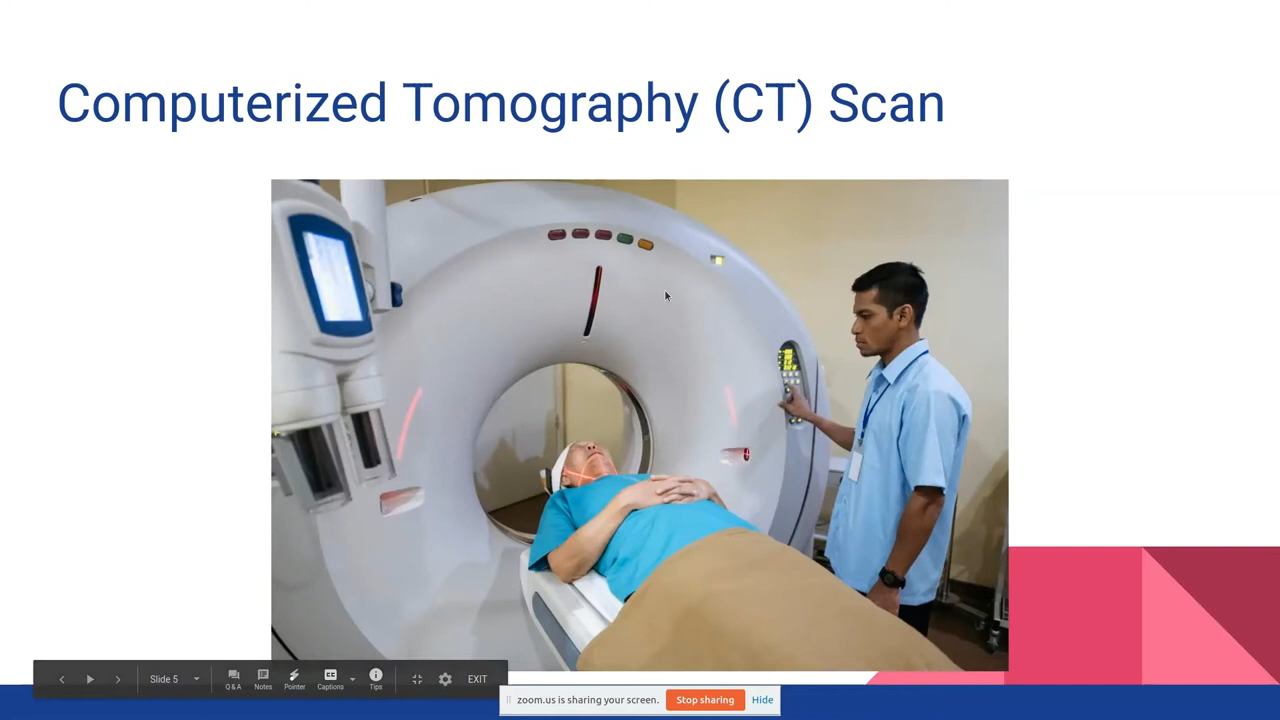 Computerized Tomography (CT) Scan
Slide 5
Q & A
Notes
Pointer
Captions
Tips
EXIT
zoom.us is sharing your screen.
Stop sharing
Hide